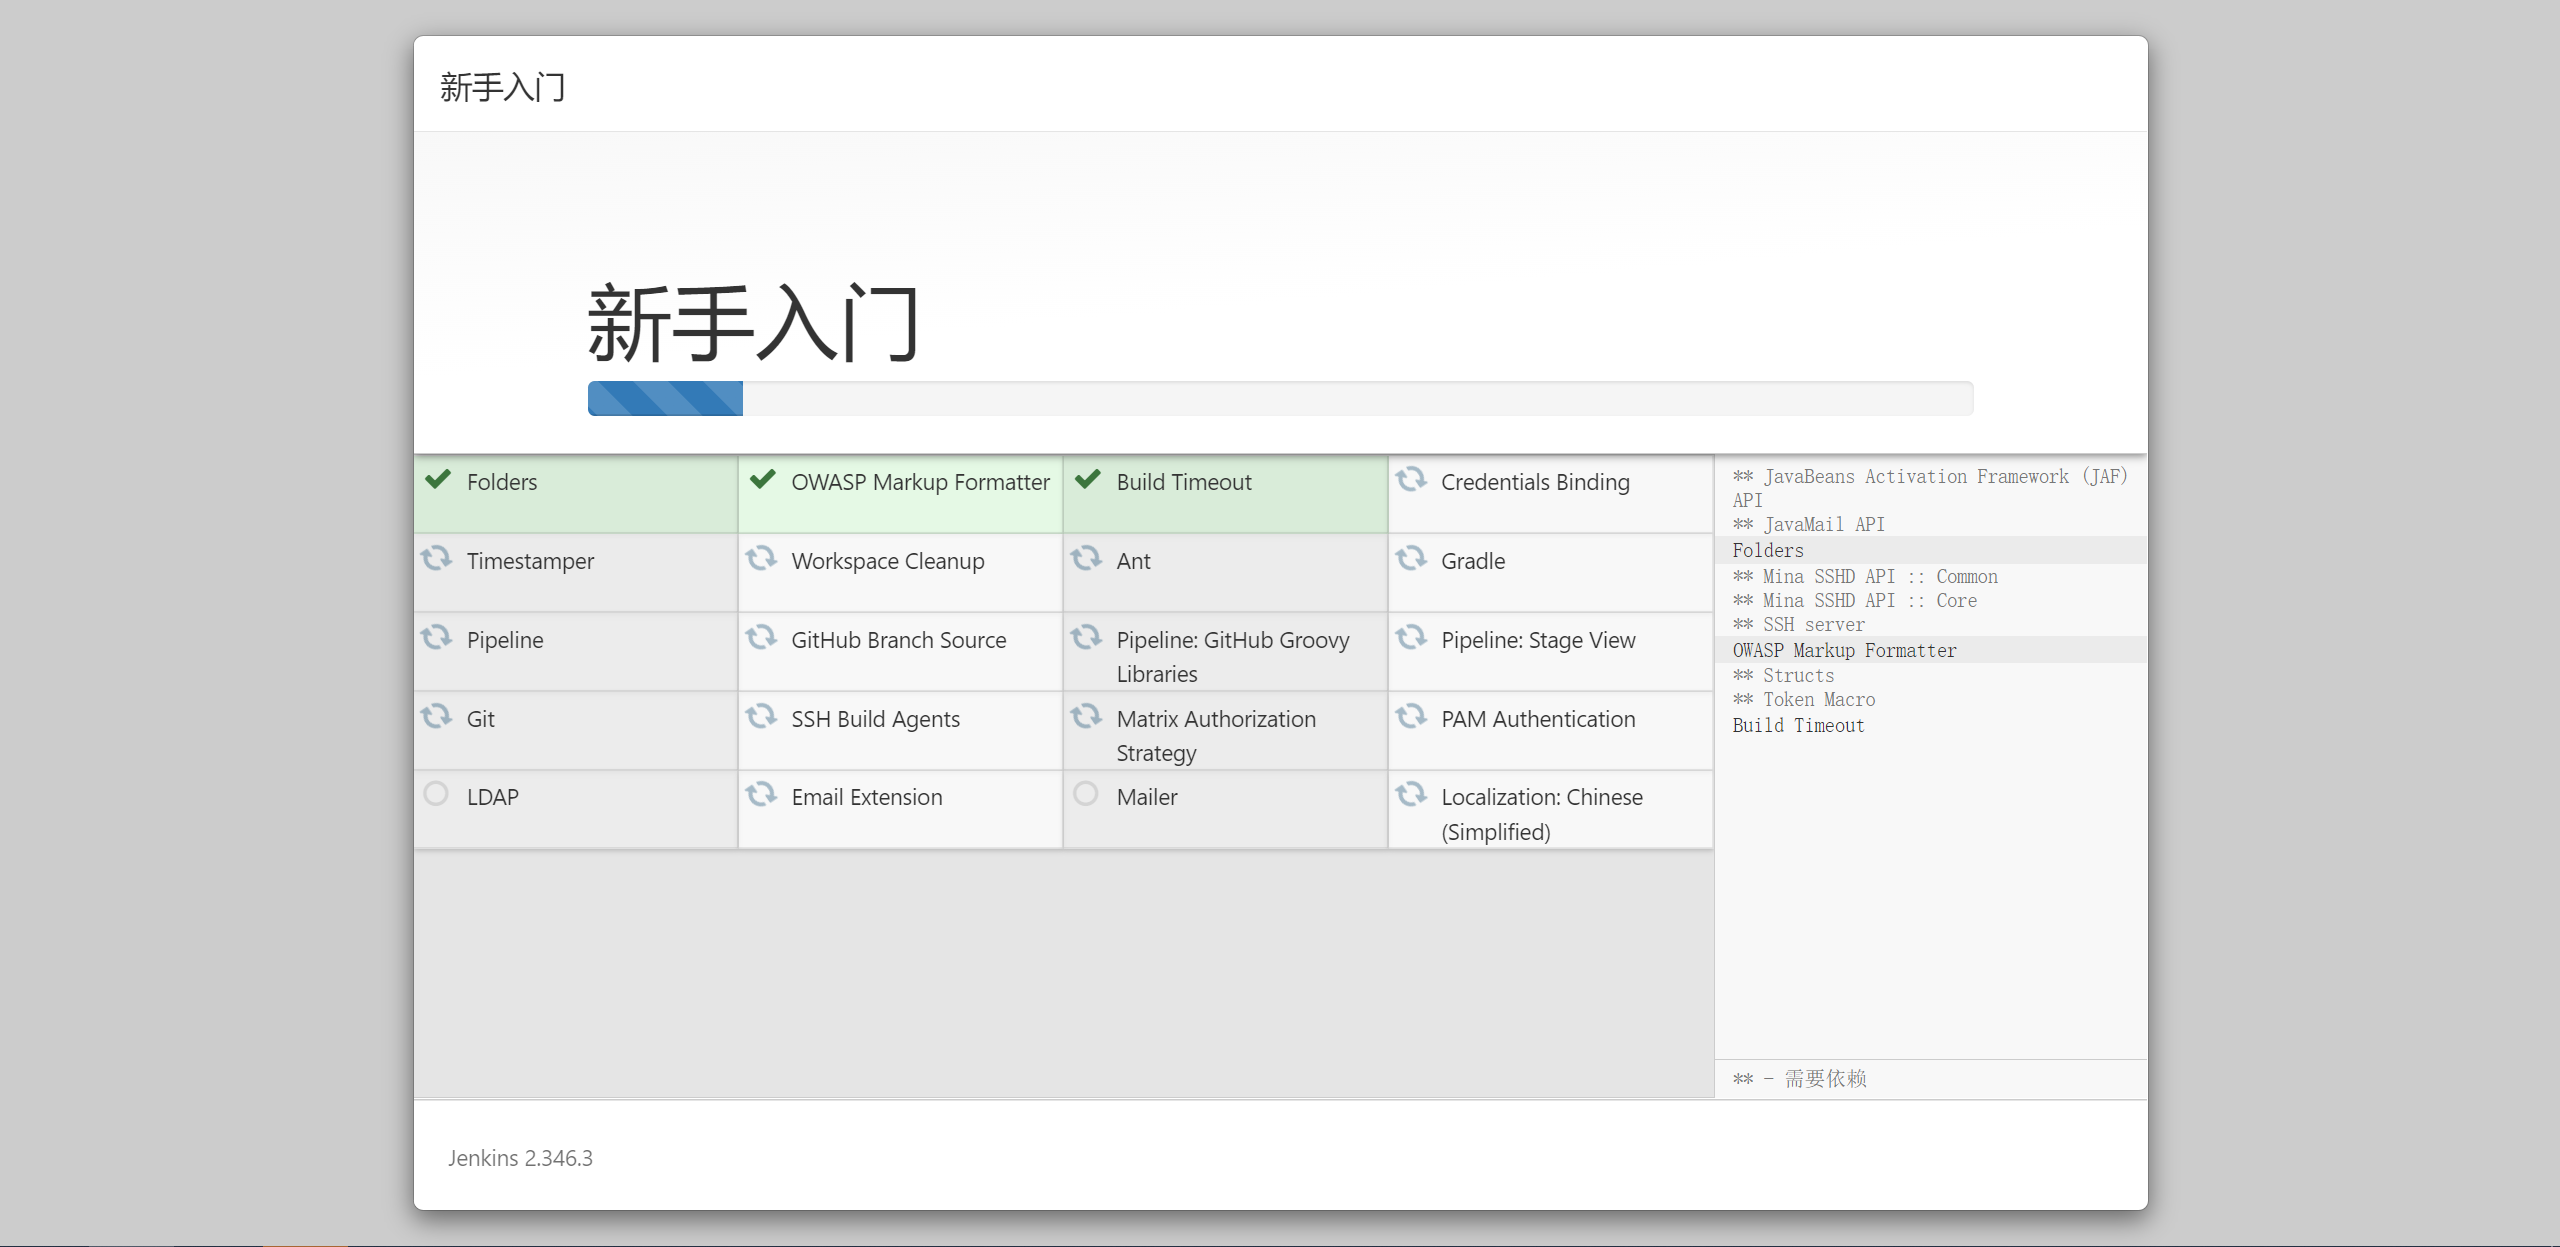 新手入门
新手入门
Folders
OWASP Markup Formatter
Build Timeout
Credentials Binding
Timestamper
Workspace Cleanup
Ant
Gradle
Pipeline
GitHub Branch Source
Pipeline: GitHub Groovy
Libraries
Pipeline: Stage View
Git
SSH Build Agents
Matrix Authorization
Strategy
PAM Authentication
LDAP
Email Extension
Mailer
Localization: Chinese
(Simplified)
** JavaBeans Activation Framework (JAF)
API
** JavaMail API
Folders
** Mina SSHD API :: Common
** Mina SSHD API :: Core
** SSH server
OWASP Markup Formatter
** Structs
** Token Macro
Build Timeout
** - 需要依赖
Jenkins 2.346.3